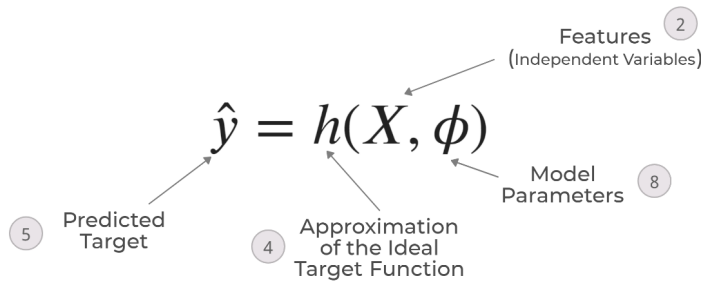 2
Features
(Independent Variables)
ŷ = h(X, ϕ)
Model
Parameters
8
5
Predicted
Target
4
Approximation
of the Ideal
Target Function